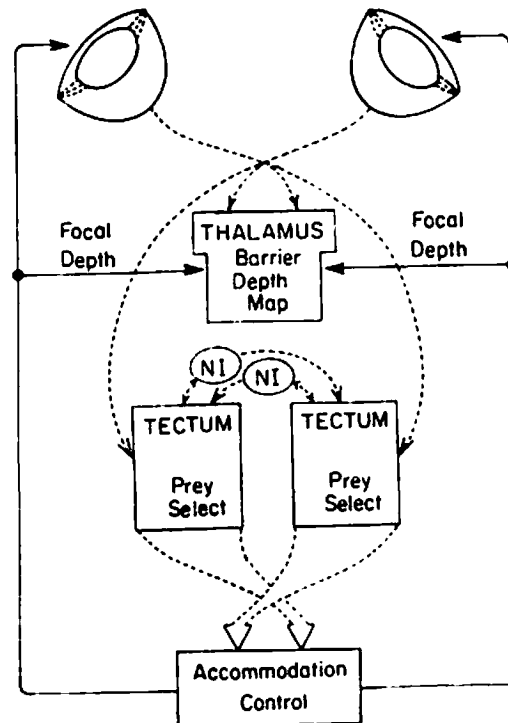 THALAMUS
Barrier
Depth
Map
Focal
Depth
Focal
Depth
NI
NI
TECTUM
Prey
Select
TECTUM
Prey
Select
Accommodation
Control